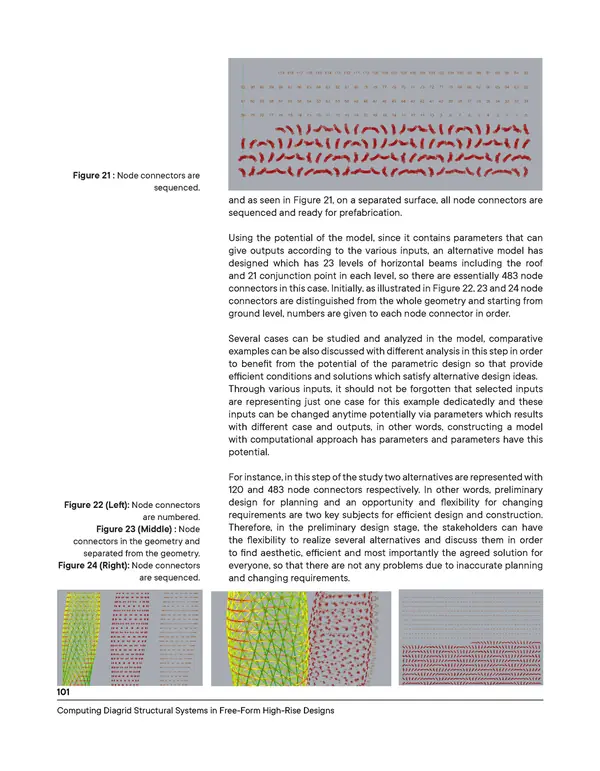 Figure 21 : Node connectors are
sequenced.
and as seen in Figure 21, on a separated surface, all node connectors are
sequenced and ready for prefabrication.
Using the potential of the model, since it contains parameters that can
give outputs according to the various inputs, an alternative model has
designed which has 23 levels of horizontal beams including the roof
and 21 conjunction point in each level, so there are essentially 483 node
connectors in this case. Initially, as illustrated in Figure 22, 23 and 24 node
connectors are distinguished from the whole geometry and starting from
ground level, numbers are given to each node connector in order.
Several cases can be studied and analyzed in the model, comparative
examples can be also discussed with different analysis in this step in order
to benefit from the potential of the parametric design so that provide
efficient conditions and solutions which satisfy alternative design ideas.
Through various inputs, it should not be forgotten that selected inputs
are representing just one case for this example dedicatedly and these
inputs can be changed anytime potentially via parameters which results
with different case and outputs, in other words, constructing a model
with computational approach has parameters and parameters have this
potential.
For instance, in this step of the study two alternatives are represented with
120 and 483 node connectors respectively. In other words, preliminary
design for planning and an opportunity and flexibility for changing
requirements are two key subjects for efficient design and construction.
Therefore, in the preliminary design stage, the stakeholders can have
the flexibility to realize several alternatives and discuss them in order
to find aesthetic, efficient and most importantly the agreed solution for
everyone, so that there are not any problems due to inaccurate planning
and changing requirements.
Figure 22 (Left): Node connectors
are numbered.
Figure 23 (Middle) : Node
connectors in the geometry and
separated from the geometry.
Figure 24 (Right): Node connectors
are sequenced.
101
Computing Diagrid Structural Systems in Free-Form High-Rise Designs